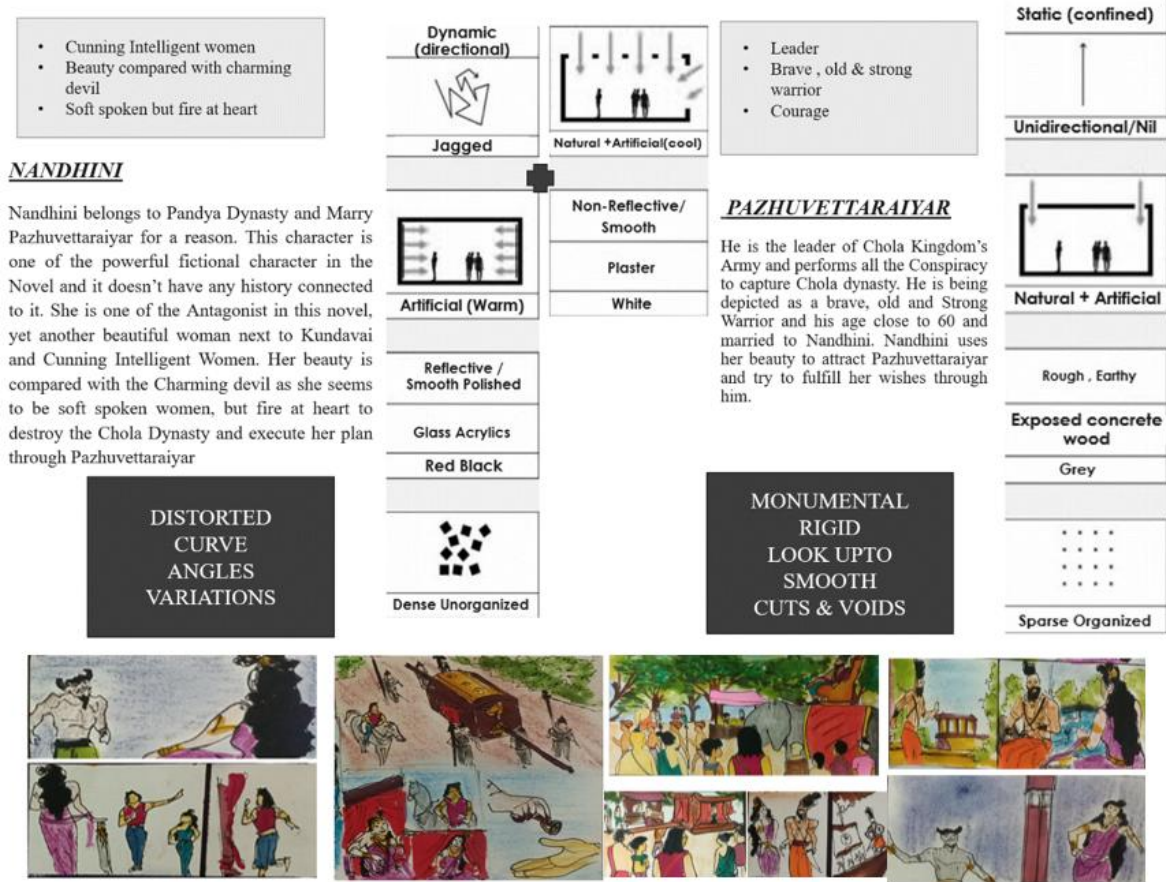 • Cunning Intelligent women
• Beauty compared with charming
devil
• Soft spoken but fire at heart
NANDHINI
Nandhini belongs to Pandya Dynasty and Marry
Pazhuvettaraiyar for a reason. This character is
one of the powerful fictional character in the
Novel and it doesn't have any history connected
to it. She is one of the Antagonist in this novel,
yet another beautiful woman next to Kundavai
and Cunning Intelligent Women. Her beauty is
compared with the Charming devil as she seems
to be soft spoken women, but fire at heart to
destroy the Chola Dynasty and execute her plan
through Pazhuvettaraiyar
DISTORTED
CURVE
ANGLES
VARIATIONS
Dynamic
(directional)
Jagged
Artificial (Warm)
Reflective /
Smooth Polished
Glass Acrylics
Red Black
Dense Unorganized
Natural +Artificial(cool)
Non-Reflective/
Smooth
Plaster
White
• Leader
• Brave , old & strong
warrior
• Courage
PAZHUVETTARAIYAR
He is the leader of Chola Kingdom's
Army and performs all the Conspiracy
to capture Chola dynasty. He is being
depicted as a brave, old and Strong
Warrior and his age close to 60 and
married to Nandhini. Nandhini uses
her beauty to attract Pazhuvettaraiyar
and try to fulfill her wishes through
him.
MONUMENTAL
RIGID
LOOK UPTO
SMOOTH
CUTS & VOIDS
Static (confined)
Unidirectional/Nil
Natural + Artificial
Rough , Earthy
Exposed concrete
wood
Grey
Sparse Organized